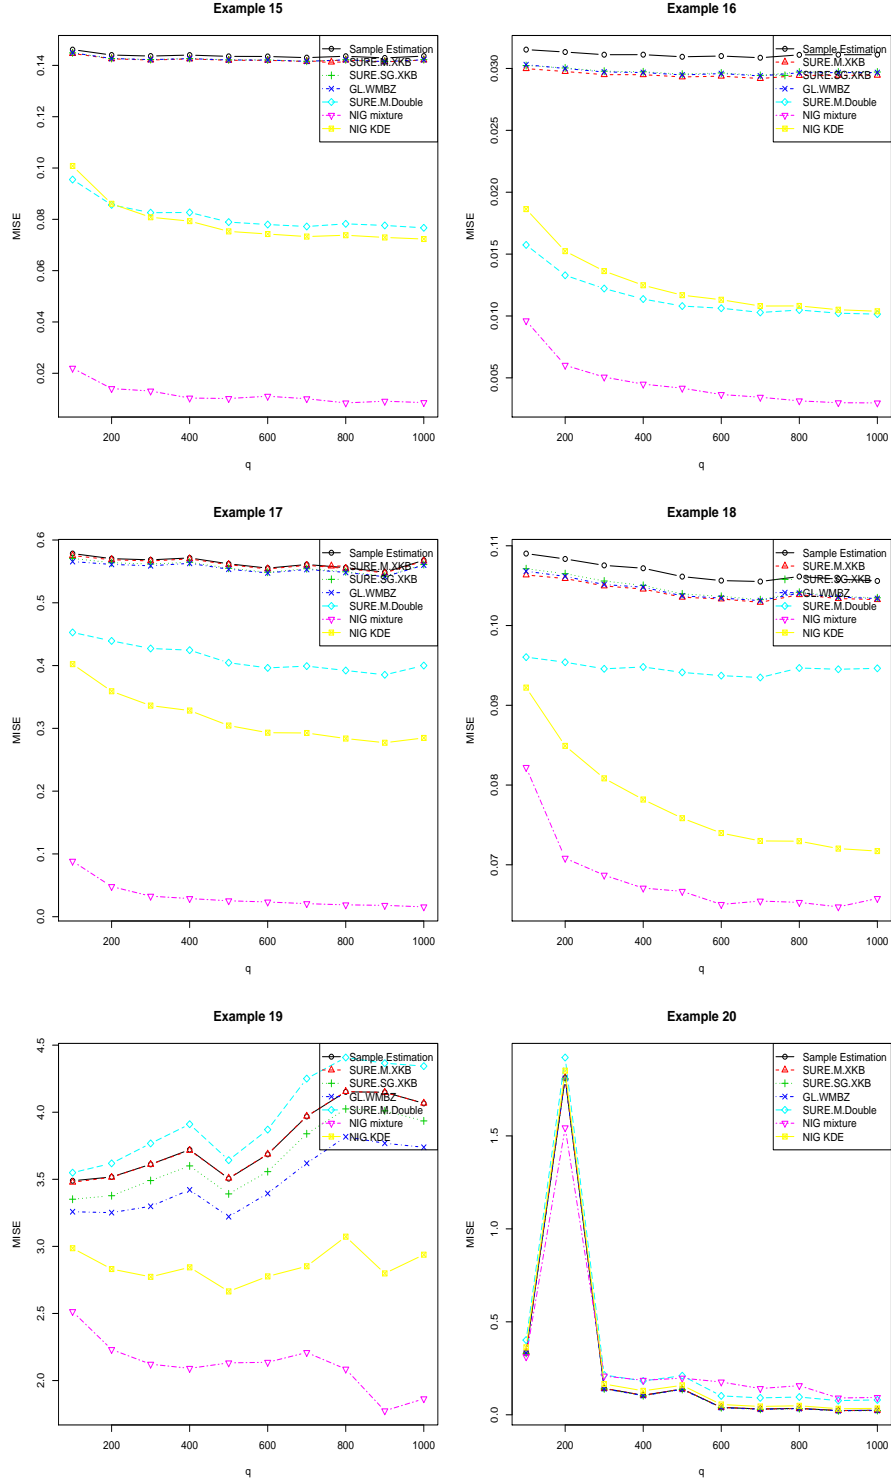 Example 15
Sample Estimation
SURE.M.XKB
SURE.SG.XKB
GL.WMBZ
SURE.M.Double
NIG mixture
NIG KDE
MISE
0.14
0.12
0.10
0.08
0.06
0.04
0.02
200 400 600 800 1000
q
Example 16
Sample Estimation
SURE.M.XKB
SURE.SG.XKB
GL.WMBZ
SURE.M.Double
NIG mixture
NIG KDE
MISE
0.030
0.025
0.020
0.015
0.010
0.005
200 400 600 800 1000
q
Example 17
Sample Estimation
SURE.M.XKB
SURE.SG.XKB
GL.WMBZ
SURE.M.Double
NIG mixture
NIG KDE
MISE
0.6
0.5
0.4
0.3
0.2
0.1
0.0
200 400 600 800 1000
q
Example 18
Sample Estimation
SURE.M.XKB
SURE.SG.XKB
GL.WMBZ
SURE.M.Double
NIG mixture
NIG KDE
MISE
0.11
0.10
0.09
0.08
0.07
200 400 600 800 1000
q
Example 19
Sample Estimation
SURE.M.XKB
SURE.SG.XKB
GL.WMBZ
SURE.M.Double
NIG mixture
NIG KDE
MISE
4.5
4.0
3.5
3.0
2.5
2.0
200 400 600 800 1000
q
Example 20
Sample Estimation
SURE.M.XKB
SURE.SG.XKB
GL.WMBZ
SURE.M.Double
NIG mixture
NIG KDE
MISE
1.5
1.0
0.5
0.0
200 400 600 800 1000
q